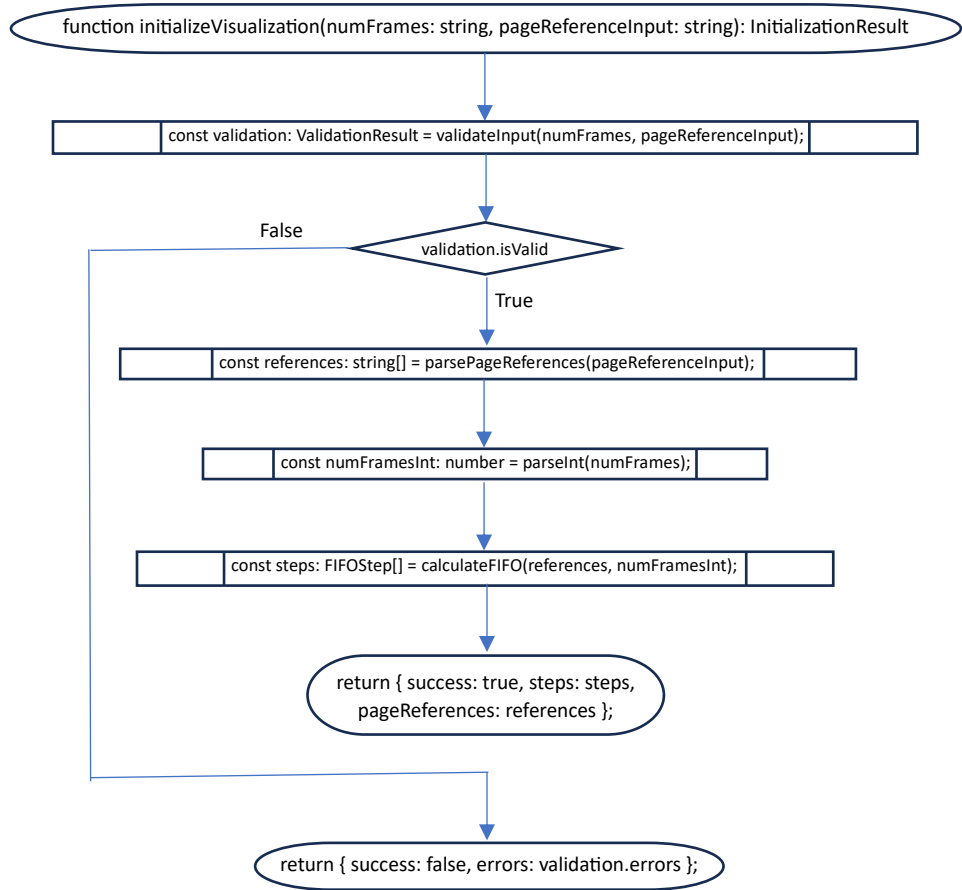 function initializeVisualization(numFrames: string, pageReferenceInput: string): InitializationResult
const validation: ValidationResult = validateInput(numFrames, pageReferenceInput);
False
validation.isValid
True
const references: string[] = parsePageReferences(pageReferenceInput);
const numFramesInt: number = parseInt(numFrames);
const steps: FIFOStep[] = calculateFIFO(references, numFramesInt);
return { success: true, steps: steps,
pageReferences: references };
return { success: false, errors: validation.errors };